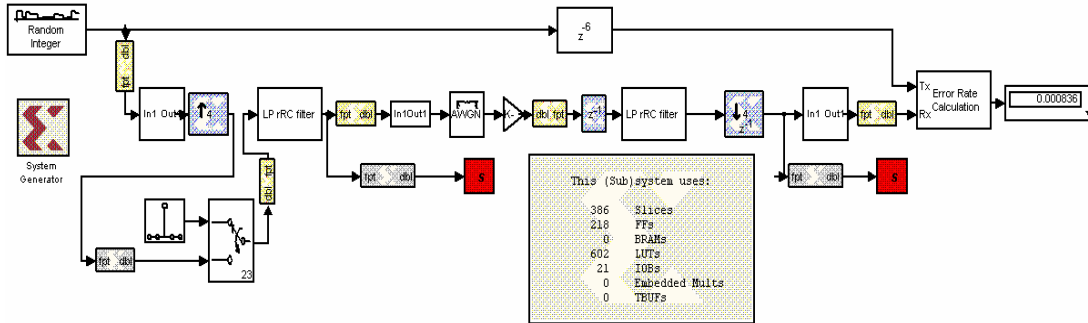 Random
Integer
-6
z
dbl
fpt
In1 Out1
4
LP rRC filter
fpt dbl
In1Out1
AWGN
K-
dbl fpt
z-1
LP rRC filter
4
z-1
In1 Out1
fpt dbl
Tx
Rx
Error Rate
Calculation
0.000836
System
Generator
dbl fpt
fpt dbl
23
fpt dbl
S
fpt dbl
S
This (Sub)system uses:
386 Slices
218 FFs
0 BRAMs
602 LUTs
21 IOBs
0 Embedded Mults
0 TBUFs